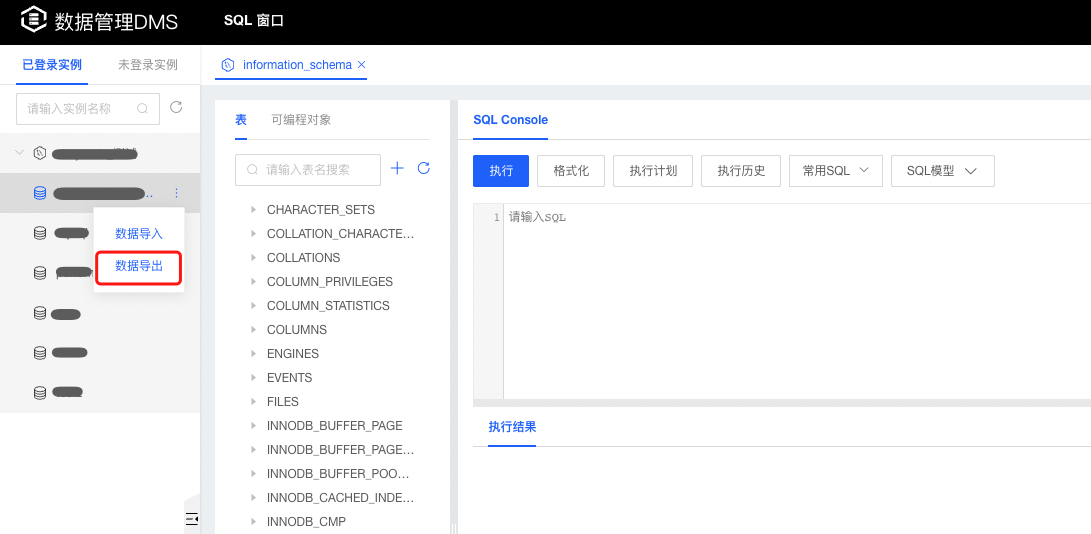 数据管理DMS
SQL 窗口
已登录实例
未登录实例
请输入实例名称
数据导入
数据导出
information_schema
表
可编程对象
请输入表名搜索
CHARACTER_SETS
COLLATION_CHARACTE...
COLLATIONS
COLUMN_PRIVILEGES
COLUMN_STATISTICS
COLUMNS
ENGINES
EVENTS
FILES
INNODB_BUFFER_PAGE
INNODB_BUFFER_PAGE...
INNODB_BUFFER_POO...
INNODB_CACHED_INDE...
INNODB_CMP
SQL Console
执行
格式化
执行计划
执行历史
常用SQL
SQL模型
1 请输入SQL
执行结果